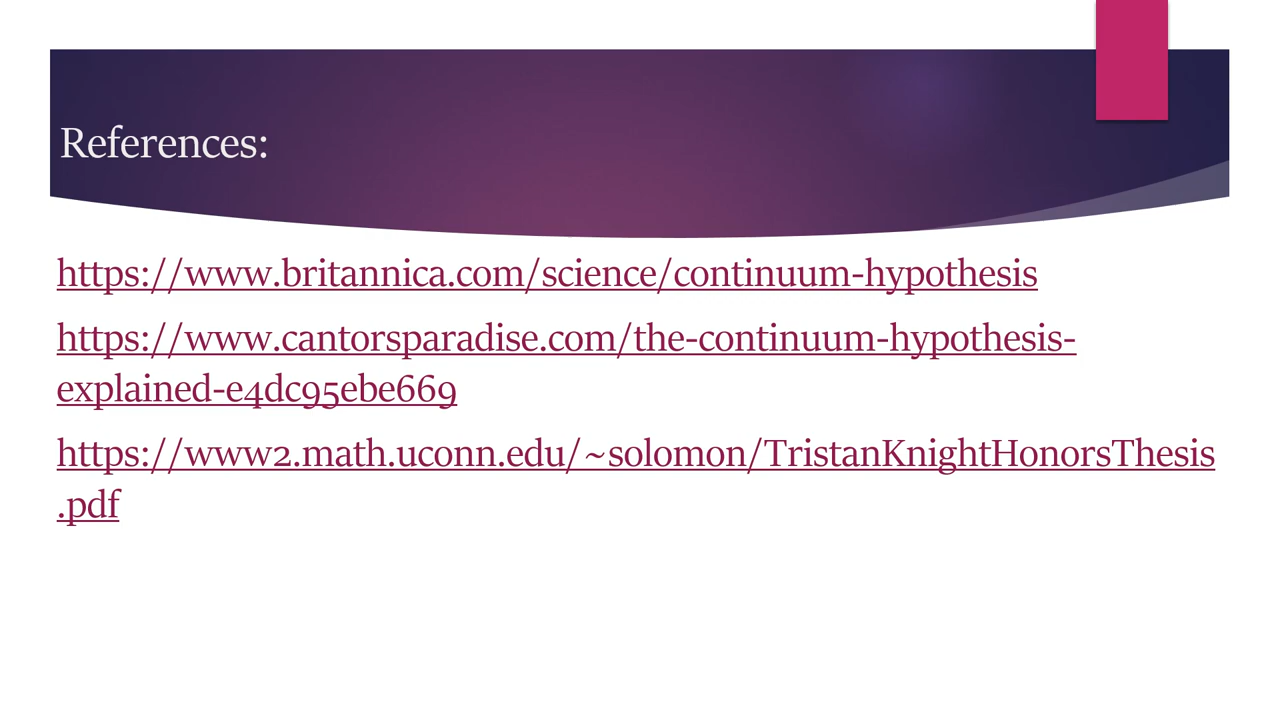 References:
https://www.britannica.com/science/continuum-hypothesis
https://www.cantorsparadise.com/the-continuum-hypothesis-
explained-e4dc95ebe669
https://www2.math.uconn.edu/~solomon/TristanKnightHonorsThesis
.pdf